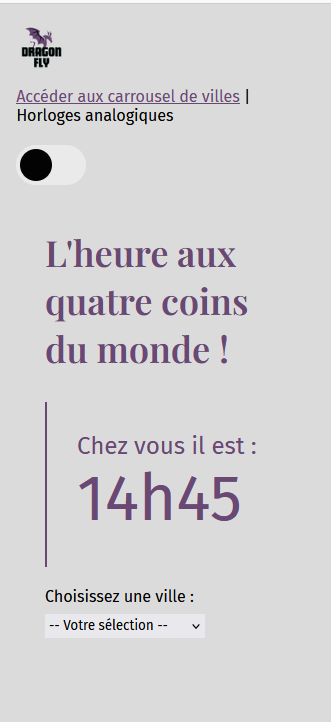 DRAGON
FLY
Accéder aux carrousel de villes |
Horloges analogiques
L'heure aux
quatre coins
du monde !
Chez vous il est :
14h45
Choisissez une ville :
-- Votre sélection --